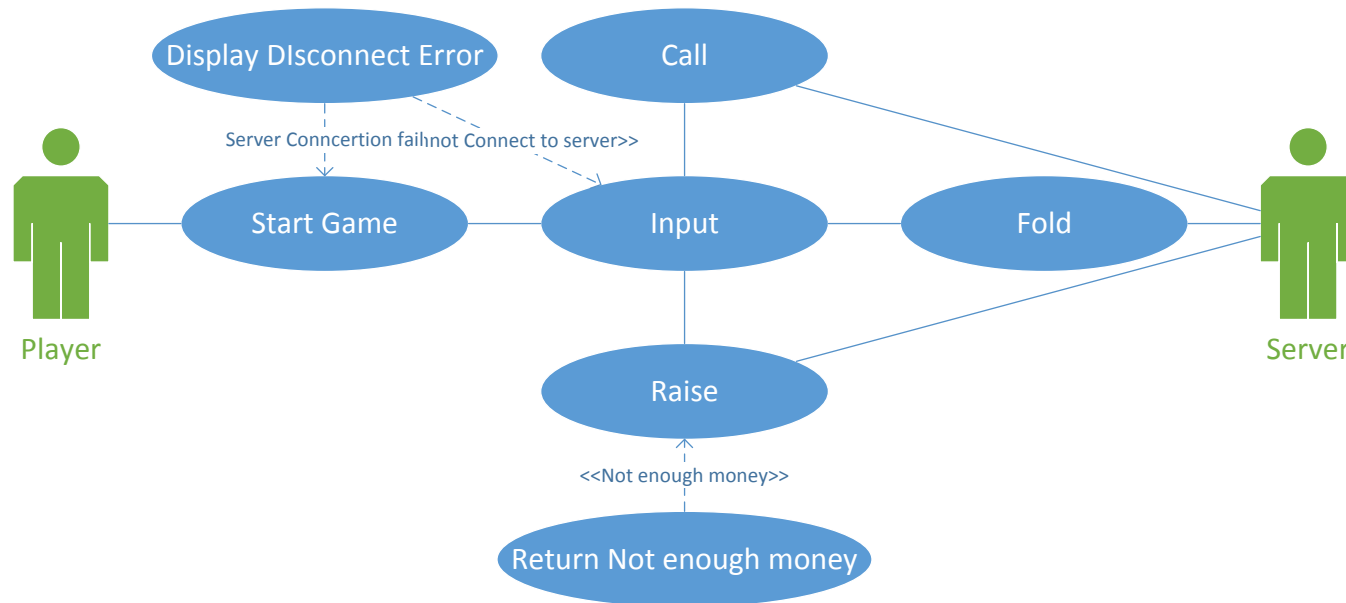 Display DIsconnect Error
Call
Server Conncertion fail
not Connect to server>>
Start Game
Input
Fold
Player
Server
Raise
<<Not enough money>>
Return Not enough money